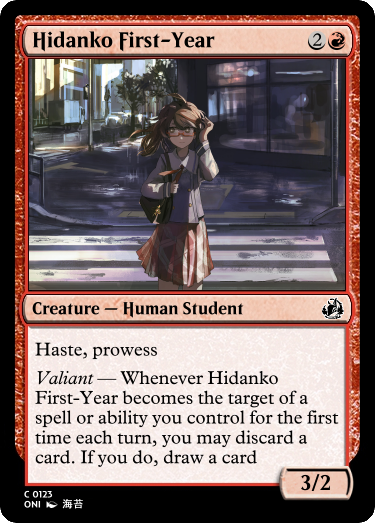 Hidanko First-Year 2
Creature — Human Student
Haste, prowess
Valiant — Whenever Hidanko
First-Year becomes the target of a
spell or ability you control for the first
time each turn, you may discard a
card. If you do, draw a card
3/2
C 0123
ONI 海苔